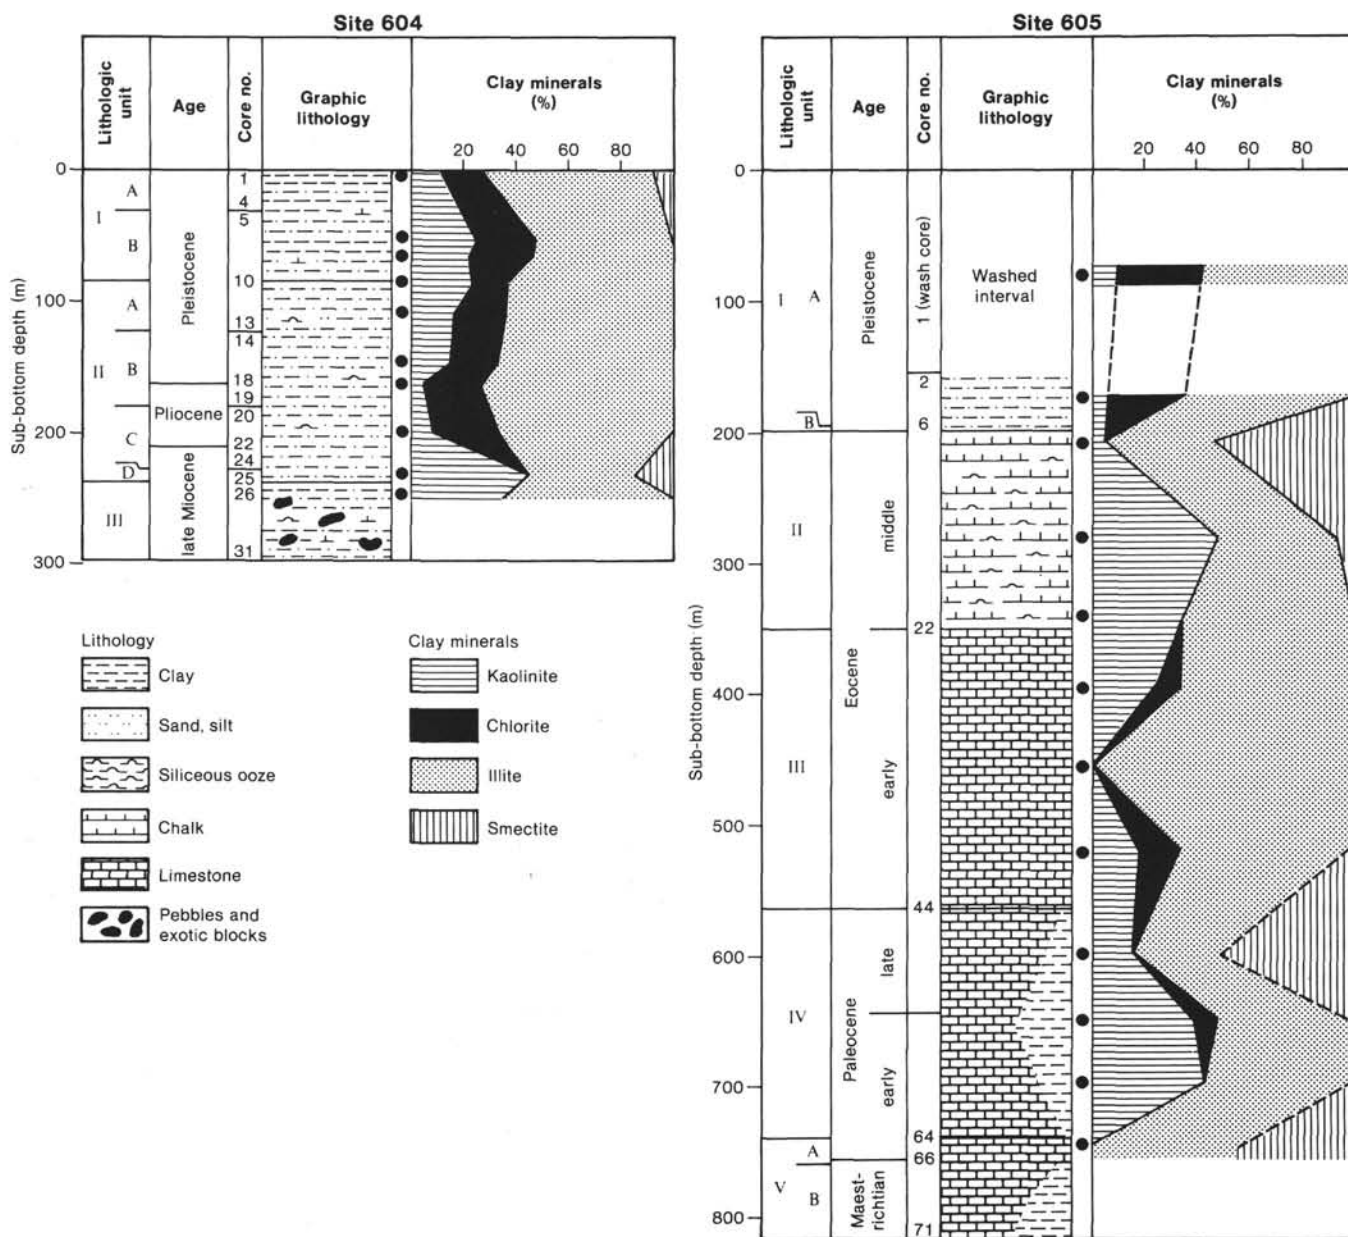 Site 604
Lithologic
unit
Age
Core no.
Graphic
lithology
Clay minerals
(%)
20 40 60 80
Sub-bottom depth (m)
0
100
200
300
I
A
B
II
A
B
C
D
III
Pleistocene
Pliocene
late Miocene
1
4
5
10
13
14
18
19
20
22
24
25
26
31
Lithology
Clay
Sand, silt
Siliceous ooze
Chalk
Limestone
Pebbles and
exotic blocks
Clay minerals
Kaolinite
Chlorite
Illite
Smectite
Site 605
Lithologic
unit
Age
Core no.
Graphic
lithology
Clay minerals
(%)
20 40 60 80
Sub-bottom depth (m)
0
100
200
300
400
500
600
700
800
I
A
B
II
III
IV
V
A
B
Pleistocene
middle
Eocene
early
late
Paleocene
early
Maest-
richtian
1 (wash core)
2
6
22
44
64
66
71
Washed
interval